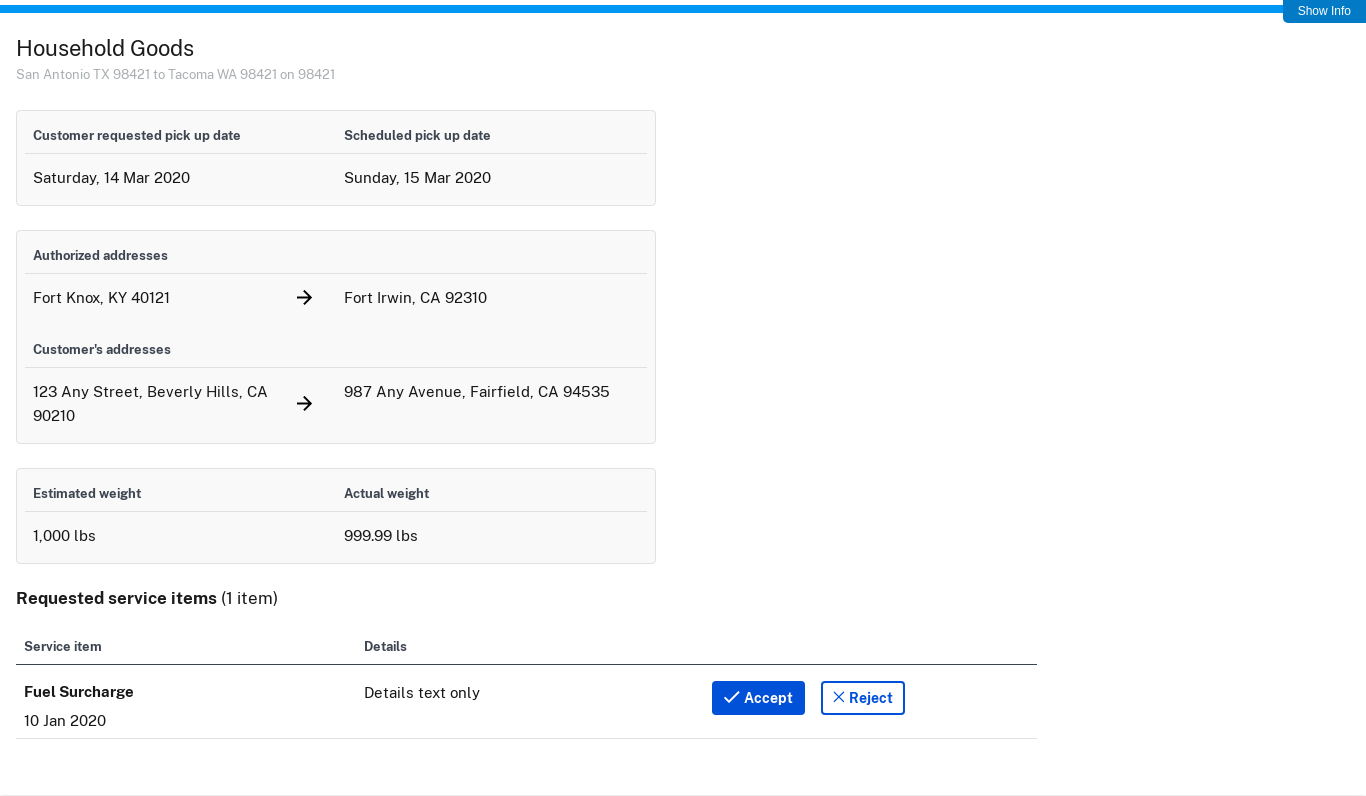 Show Info
Household Goods
San Antonio TX 98421 to Tacoma WA 98421 on 98421
Customer requested pick up date Scheduled pick up date
Saturday, 14 Mar 2020 Sunday, 15 Mar 2020
Authorized addresses
Fort Knox, KY 40121 Fort Irwin, CA 92310
Customer's addresses
123 Any Street, Beverly Hills, CA 987 Any Avenue, Fairfield, CA 94535
90210
Estimated weight Actual weight
1,000 lbs 999.99 lbs
Requested service items (1 item)
Service item Details
Fuel Surcharge Details text only Accept Reject
10 Jan 2020